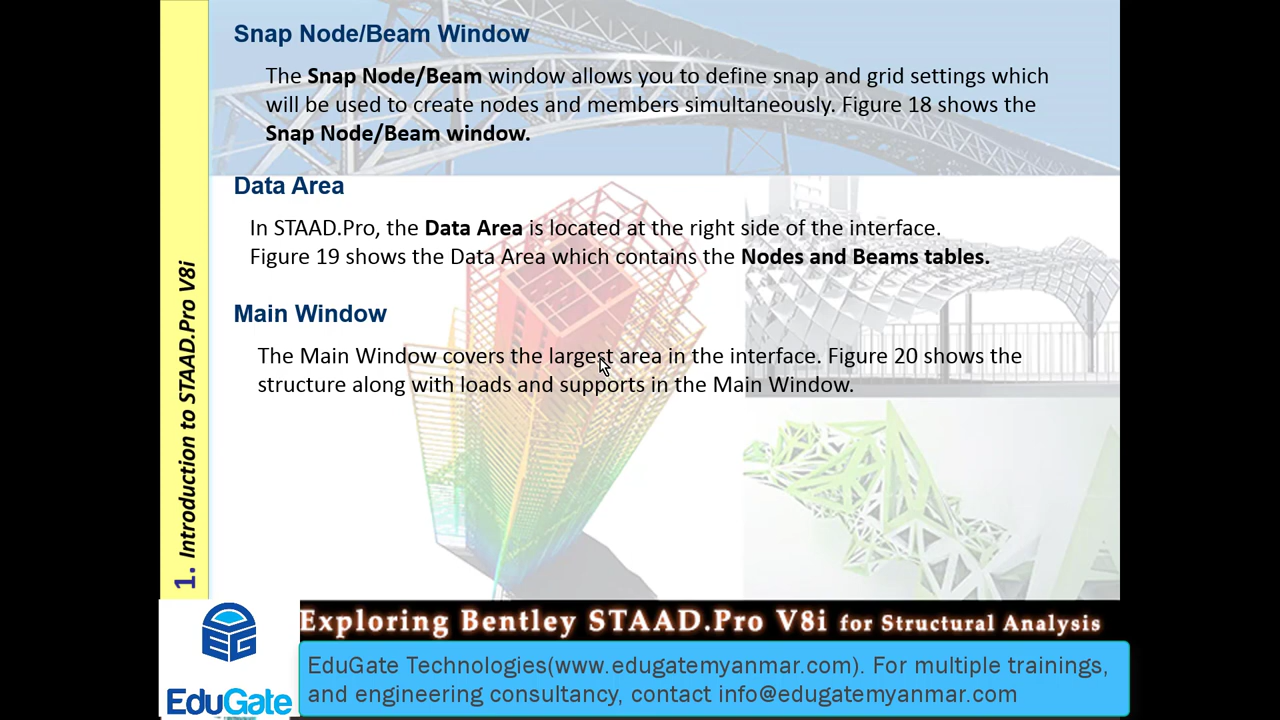 Snap Node/Beam Window
The Snap Node/Beam window allows you to define snap and grid settings which
will be used to create nodes and members simultaneously. Figure 18 shows the
Snap Node/Beam window.
Data Area
In STAAD.Pro, the Data Area is located at the right side of the interface.
Figure 19 shows the Data Area which contains the Nodes and Beams tables.
Main Window
The Main Window covers the largest area in the interface. Figure 20 shows the
structure along with loads and supports in the Main Window.
1. Introduction to STAAD.Pro V8i
Exploring Bentley STAAD.Pro V8i for Structural Analysis
EduGate
EduGate Technologies(www.edugatemyanmar.com). For multiple trainings,
and engineering consultancy, contact info@edugatemyanmar.com